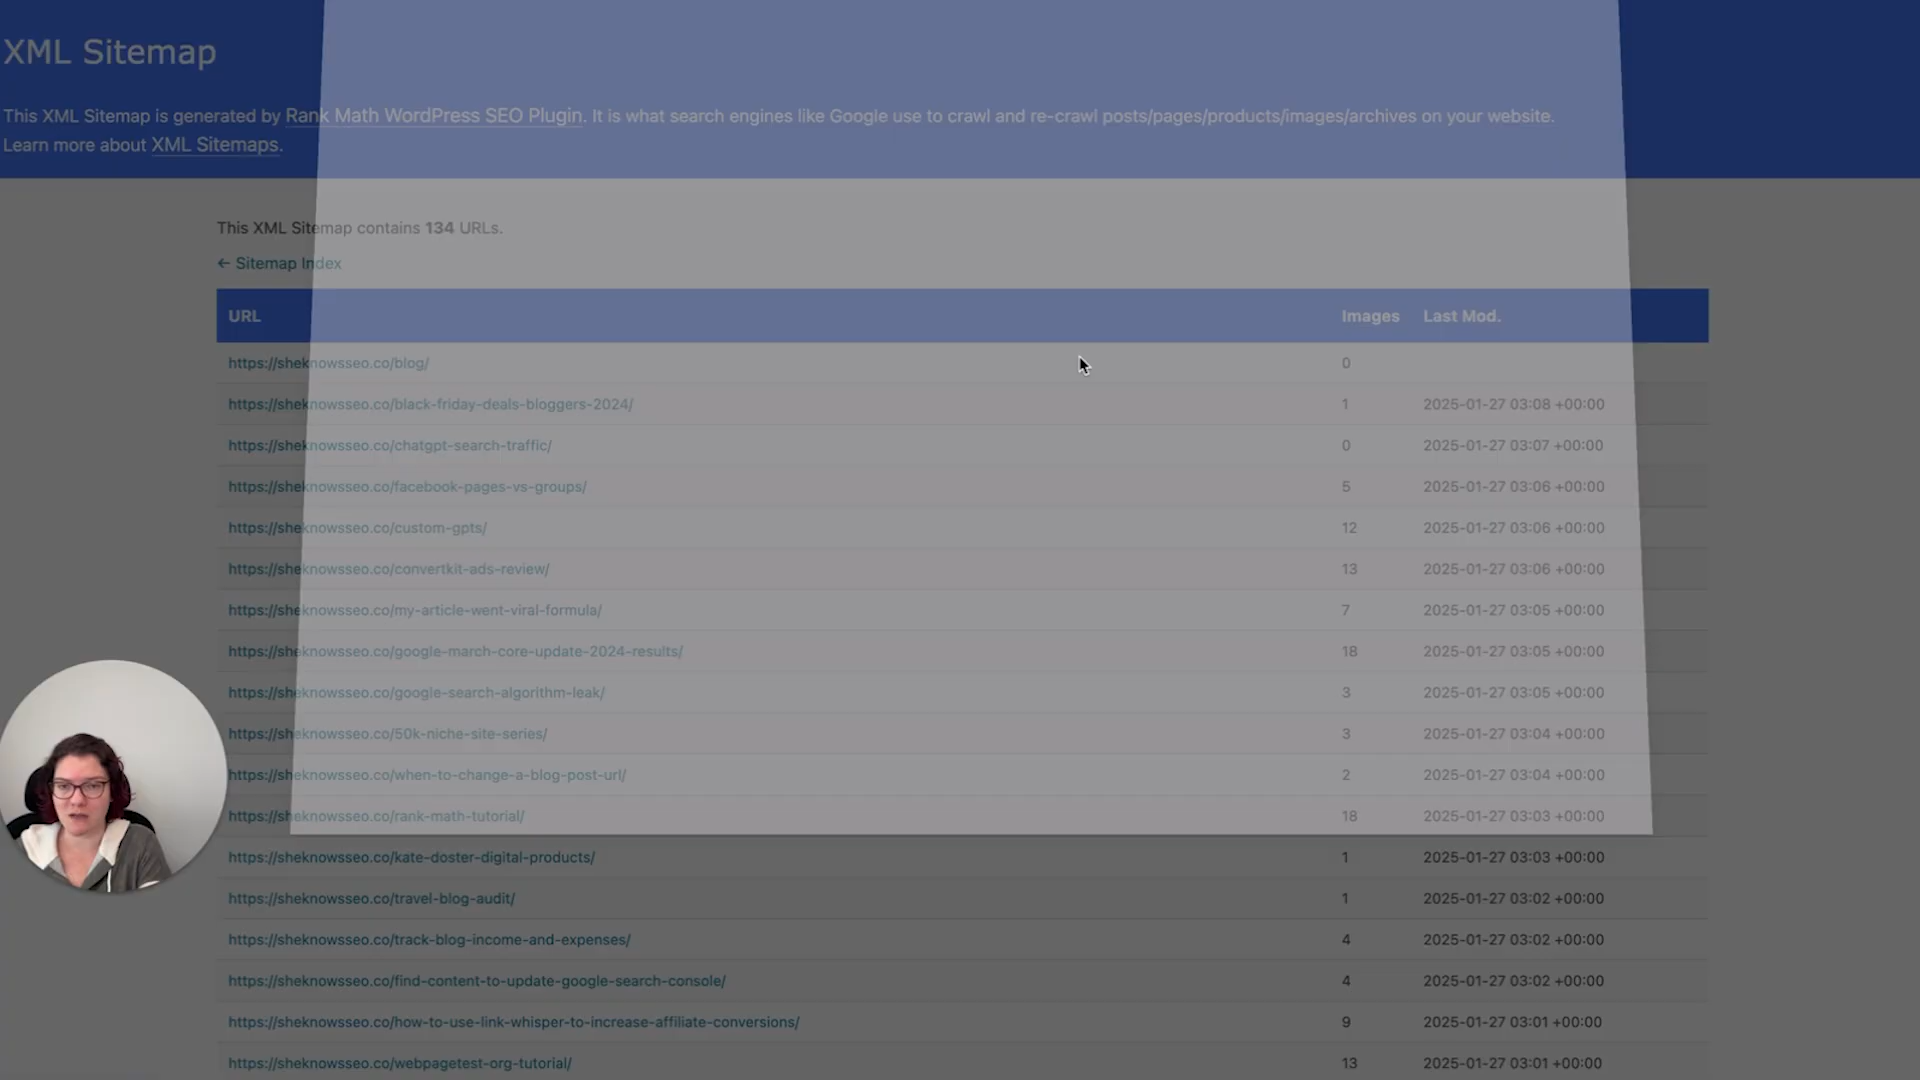 XML Sitemap
This XML Sitemap is generated by Rank Math WordPress SEO Plugin. It is what search engines like Google use to crawl and re-crawl posts/pages/products/images/archives on your website.
Learn more about XML Sitemaps.
This XML Sitemap contains 134 URLs.
← Sitemap Index
URL Images Last Mod.
https://sheknowsseo.co/blog/ 0
https://sheknowsseo.co/black-friday-deals-bloggers-2024/ 1 2025-01-27 03:08 +00:00
https://sheknowsseo.co/chatgpt-search-traffic/ 0 2025-01-27 03:07 +00:00
https://sheknowsseo.co/facebook-pages-vs-groups/ 5 2025-01-27 03:06 +00:00
https://sheknowsseo.co/custom-gpts/ 12 2025-01-27 03:06 +00:00
https://sheknowsseo.co/convertkit-ads-review/ 13 2025-01-27 03:06 +00:00
https://sheknowsseo.co/my-article-went-viral-formula/ 7 2025-01-27 03:05 +00:00
https://sheknowsseo.co/google-march-core-update-2024-results/ 18 2025-01-27 03:05 +00:00
https://sheknowsseo.co/google-search-algorithm-leak/ 3 2025-01-27 03:05 +00:00
https://sheknowsseo.co/50k-niche-site-series/ 3 2025-01-27 03:04 +00:00
https://sheknowsseo.co/when-to-change-a-blog-post-url/ 2 2025-01-27 03:04 +00:00
https://sheknowsseo.co/rank-math-tutorial/ 18 2025-01-27 03:03 +00:00
https://sheknowsseo.co/kate-doster-digital-products/ 1 2025-01-27 03:03 +00:00
https://sheknowsseo.co/travel-blog-audit/ 1 2025-01-27 03:02 +00:00
https://sheknowsseo.co/track-blog-income-and-expenses/ 4 2025-01-27 03:02 +00:00
https://sheknowsseo.co/find-content-to-update-google-search-console/ 4 2025-01-27 03:02 +00:00
https://sheknowsseo.co/how-to-use-link-whisper-to-increase-affiliate-conversions/ 9 2025-01-27 03:01 +00:00
https://sheknowsseo.co/webpagetest-org-tutorial/ 13 2025-01-27 03:01 +00:00